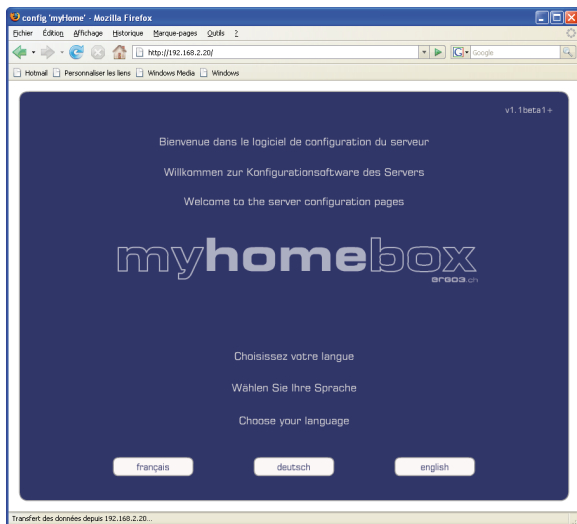 config 'myHome' - Mozilla Firefox
Fichier Édition Affichage Historique Marque-pages Outils ?
http://192.168.2.20/ G Google
Hotmail Personnaliser les liens Windows Media Windows
v1.1beta1+
Bienvenue dans le logiciel de configuration du serveur
Willkommen zur Konfigurationsoftware des Servers
Welcome to the server configuration pages
myhomebox
ergo3.ch
Choisissez votre langue
Wählen Sie Ihre Sprache
Choose your language
français deutsch english
Transfert des données depuis 192.168.2.20...